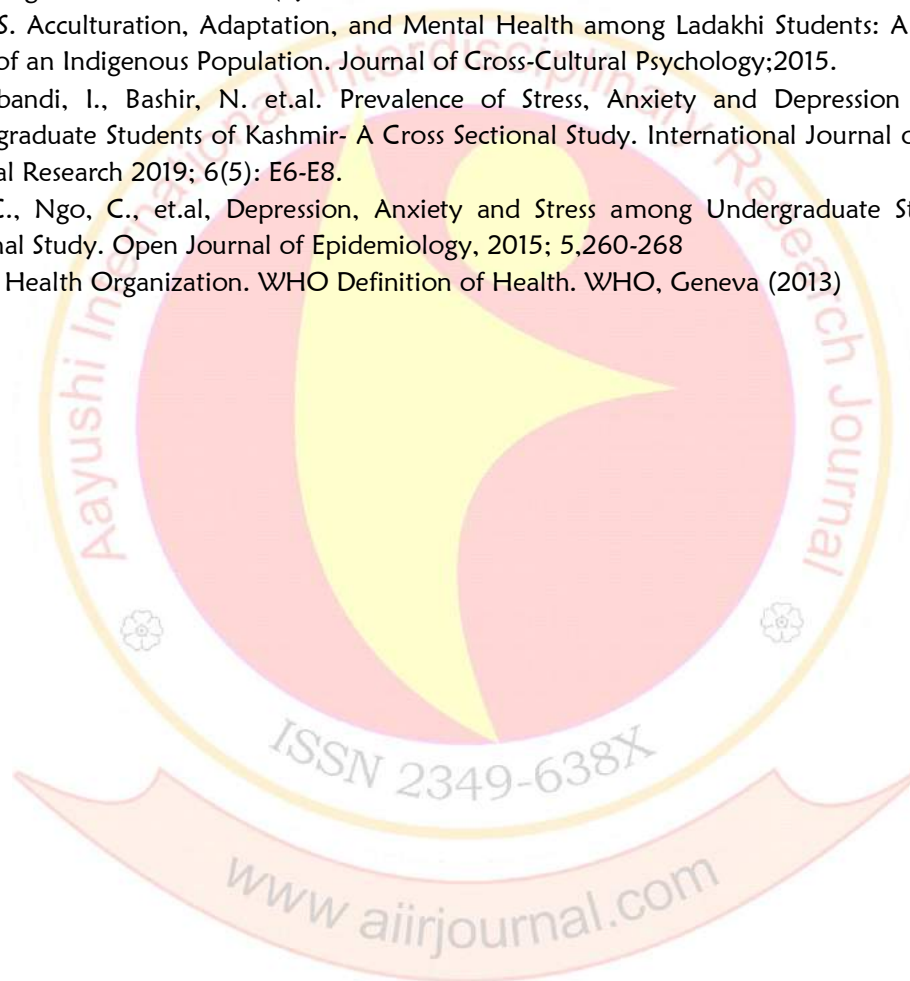 S. Acculturation, Adaptation, and Mental Health among Ladakhi Students: A
of an Indigenous Population. Journal of Cross-Cultural Psychology;2015.
bandi, I., Bashir, N. et.al. Prevalence of Stress, Anxiety and Depression
graduate Students of Kashmir- A Cross Sectional Study. International Journal
al Research 2019; 6(5): E6-E8.
C., Ngo, C., et.al, Depression, Anxiety and Stress among Undergraduate
nal Study. Open Journal of Epidemiology, 2015; 5,260-268
Health Organization. WHO Definition of Health. WHO, Geneva (2013)
Aayushi International Interdisciplinary Research Journal
ISSN 2349-638X
www aiirjournal.com